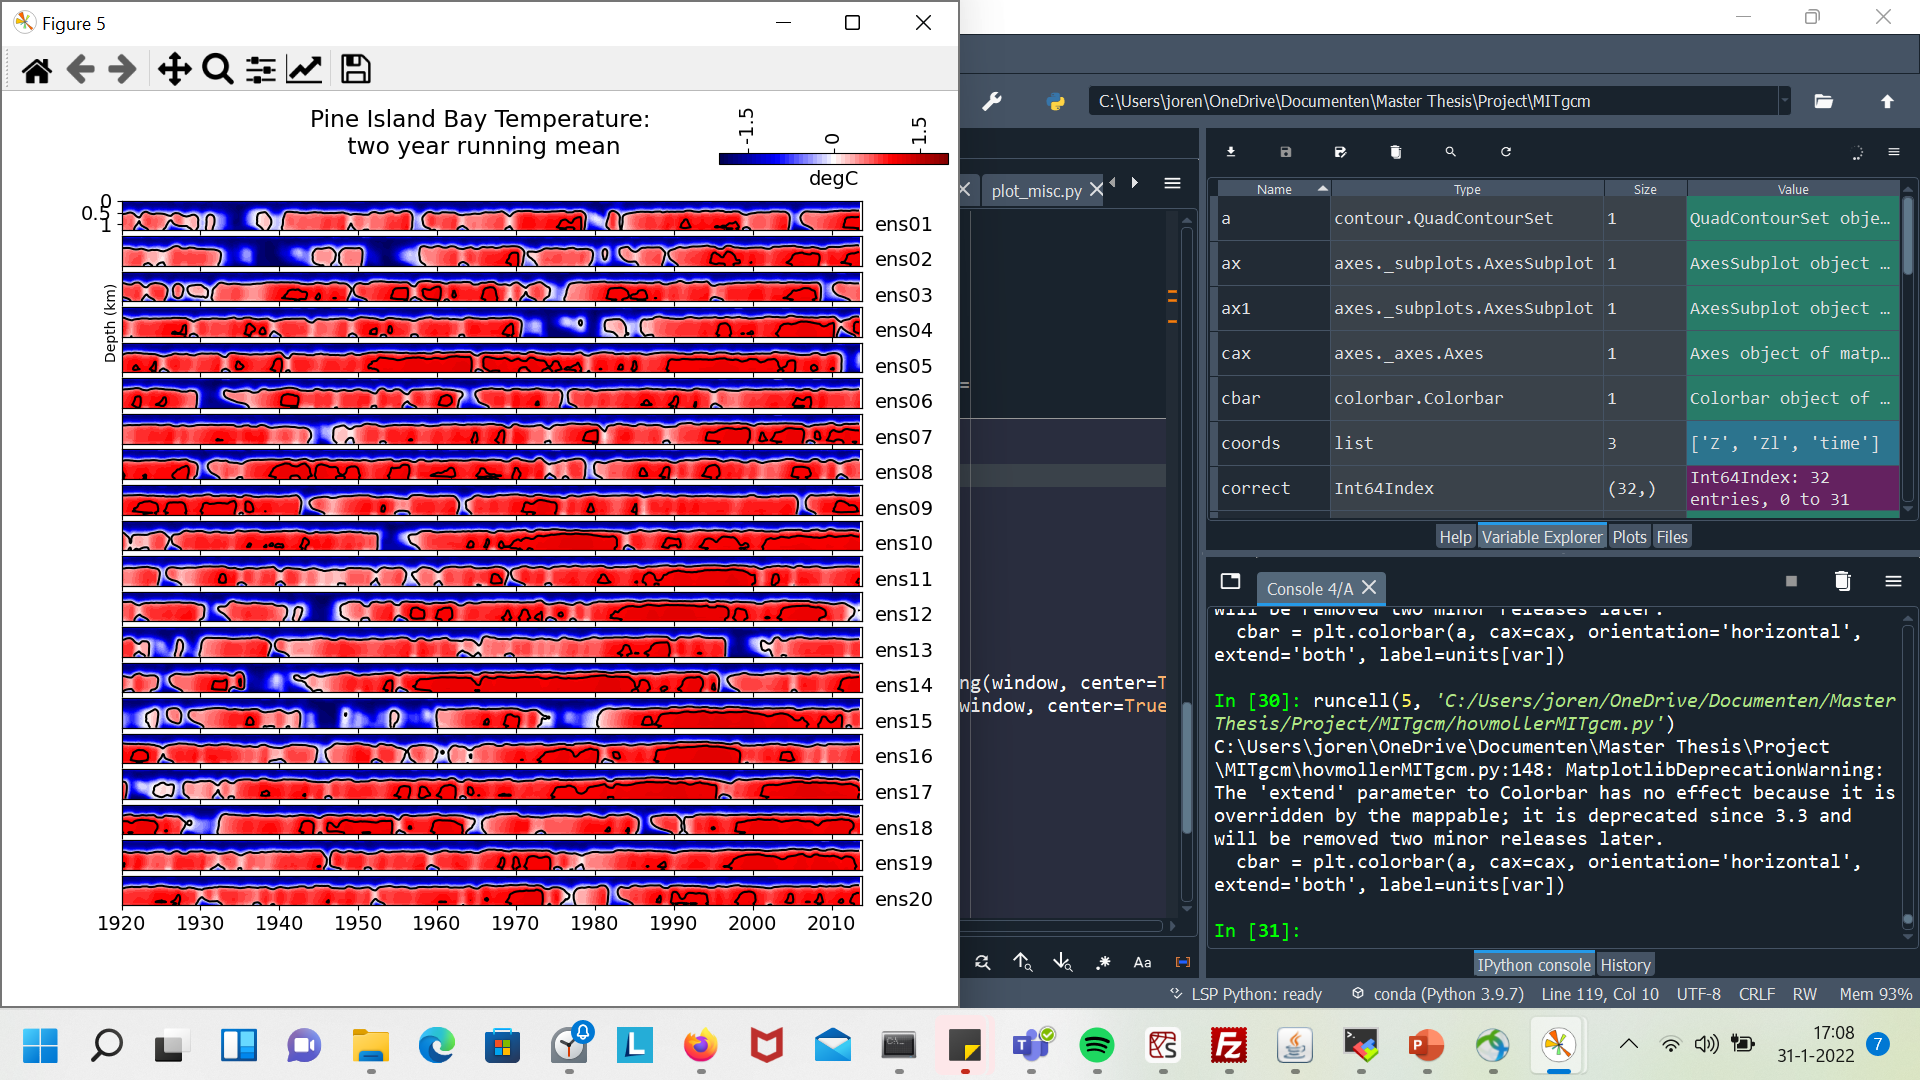 Figure 5
C:\Users\joren\OneDrive\Documenten\Master Thesis\Project\MITgcm
Pine Island Bay Temperature:
two year running mean
-1.5
0
1.5
degC
0
0.5
1
Depth (km)
ens01
ens02
ens03
ens04
ens05
ens06
ens07
ens08
ens09
ens10
ens11
ens12
ens13
ens14
ens15
ens16
ens17
ens18
ens19
ens20
1920 1930 1940 1950 1960 1970 1980 1990 2000 2010
plot_misc.py
=
ng(window, center=T
window, center=True
Aa
Name Type Size Value
a contour.QuadContourSet 1 QuadContourSet obje…
ax axes._subplots.AxesSubplot 1 AxesSubplot object …
ax1 axes._subplots.AxesSubplot 1 AxesSubplot object …
cax axes._axes.Axes 1 Axes object of matp…
cbar colorbar.Colorbar 1 Colorbar object of …
coords list 3 ['Z', 'Zl', 'time']
correct Int64Index (32,) Int64Index: 32
entries, 0 to 31
Help Variable Explorer Plots Files
Console 4/A
will be removed two minor releases later.
cbar = plt.colorbar(a, cax=cax, orientation='horizontal',
extend='both', label=units[var])
In [30]: runcell(5, 'C:/Users/joren/OneDrive/Documenten/Master
Thesis/Project/MITgcm/hovmollerMITgcm.py')
C:\Users\joren\OneDrive\Documenten\Master Thesis\Project
\MITgcm\hovmollerMITgcm.py:148: MatplotlibDeprecationWarning:
The 'extend' parameter to Colorbar has no effect because it is
overridden by the mappable; it is deprecated since 3.3 and
will be removed two minor releases later.
cbar = plt.colorbar(a, cax=cax, orientation='horizontal',
extend='both', label=units[var])
In [31]:
IPython console History
LSP Python: ready conda (Python 3.9.7) Line 119, Col 10 UTF-8 CRLF RW Mem 93%
17:08
31-1-2022
7